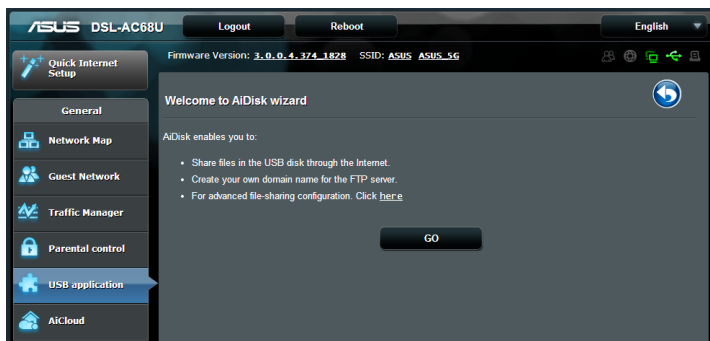 ASUS DSL-AC68U Logout Reboot English
Quick Internet Setup
Firmware Version: 3.0.0.4.374_1828 SSID: ASUS ASUS_5G
General
Network Map
Guest Network
Traffic Manager
Parental control
USB application
AiCloud
Welcome to AiDisk wizard
AiDisk enables you to:
• Share files in the USB disk through the Internet.
• Create your own domain name for the FTP server.
• For advanced file-sharing configuration. Click here
GO